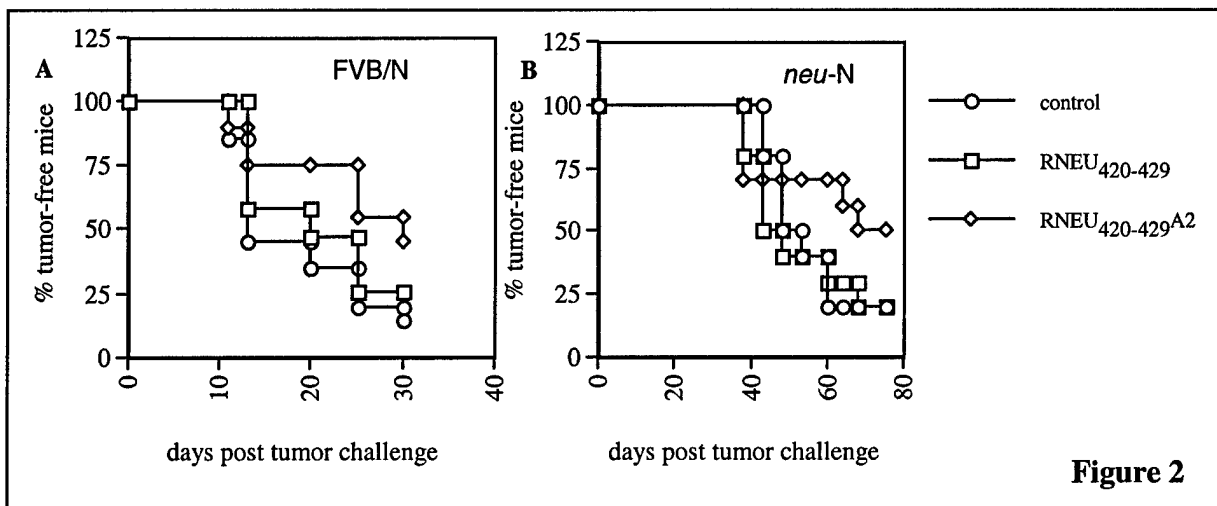 A
FVB/N
% tumor-free mice
125
100
75
50
25
0
0
10
20
30
40
days post tumor challenge
B
neu-N
% tumor-free mice
125
100
75
50
25
0
0
20
40
60
80
days post tumor challenge
control
RNEU420-429
RNEU420-429A2
Figure 2